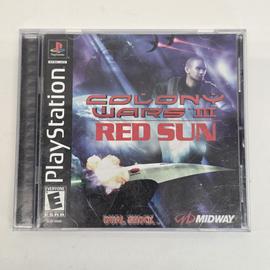 PlayStation
COLONY
WARS III
RED SUN
EVERYONE
E
ESRB
DUAL SHOCK
MIDWAY